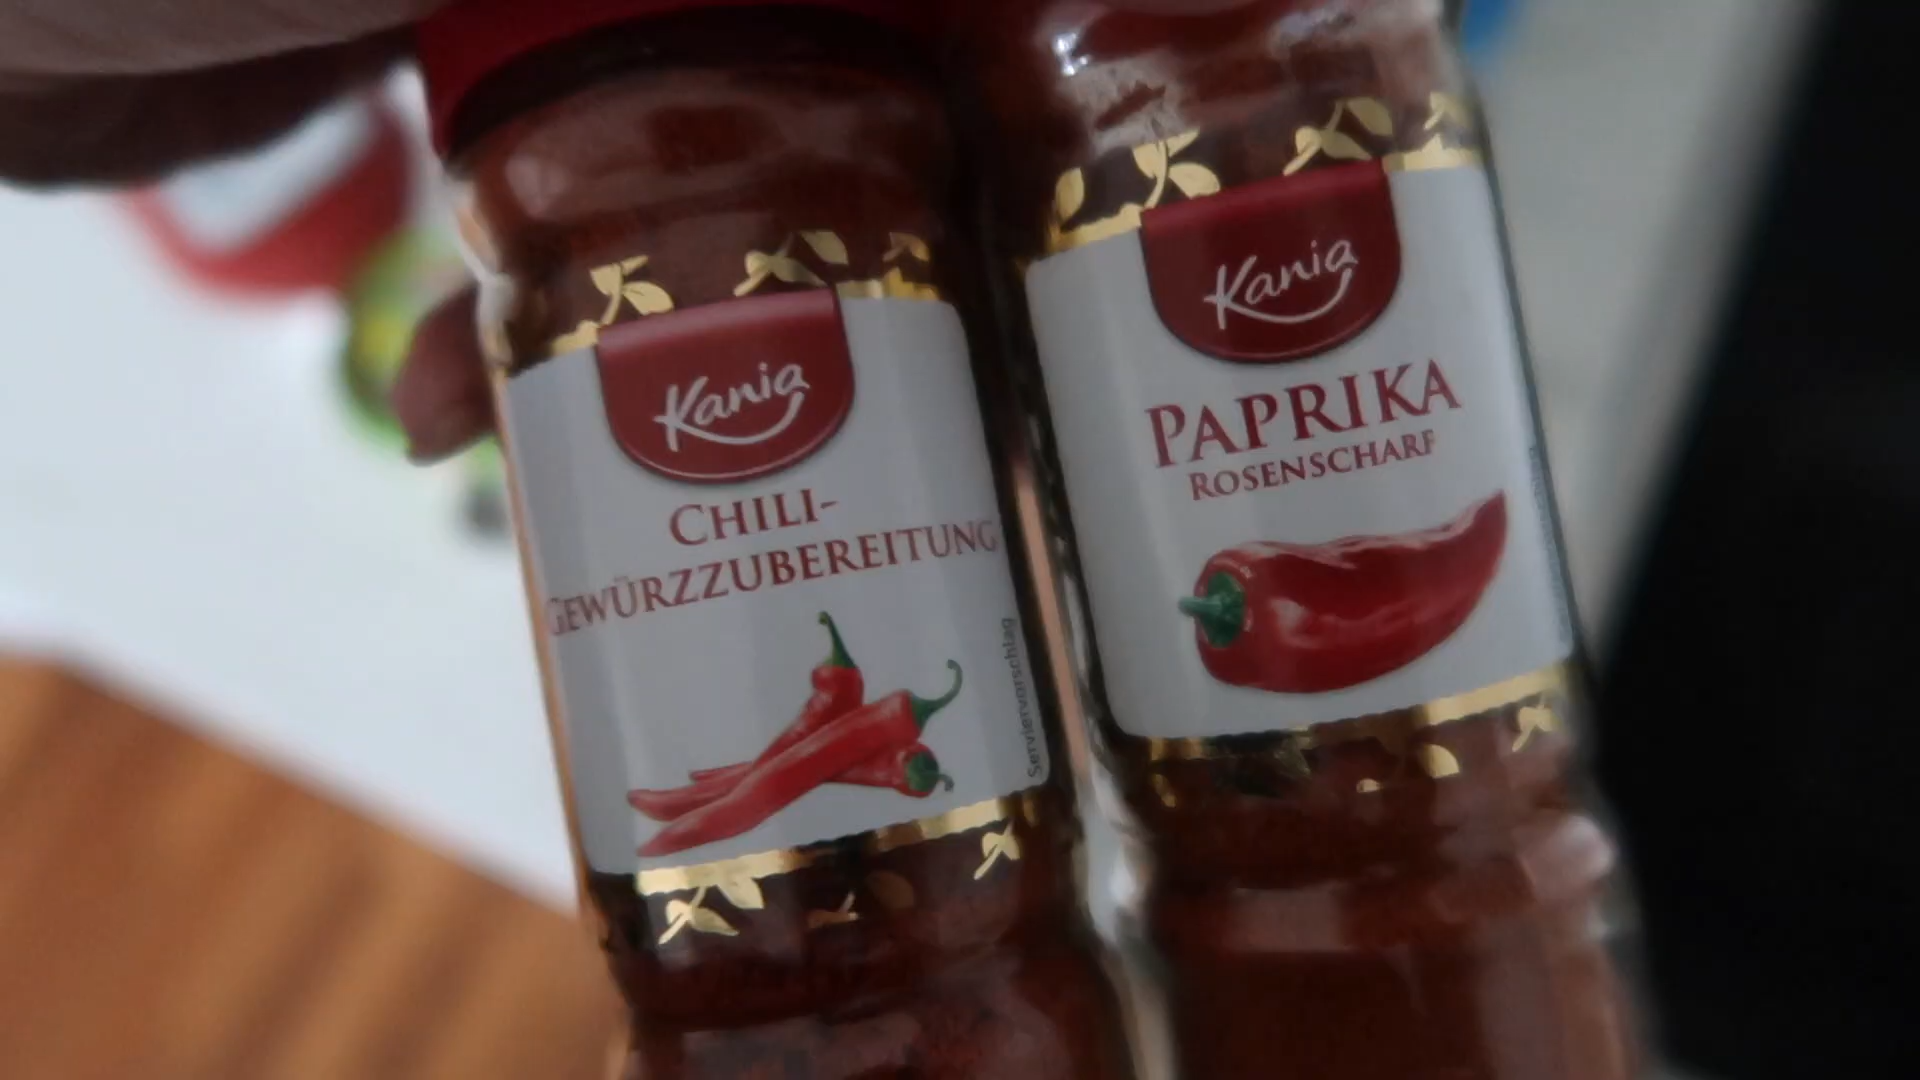 Kania
CHILI-
GEWÜRZZUBEREITUNG
Serviervorschlag
Kania
PAPRIKA
ROSENSCHARF